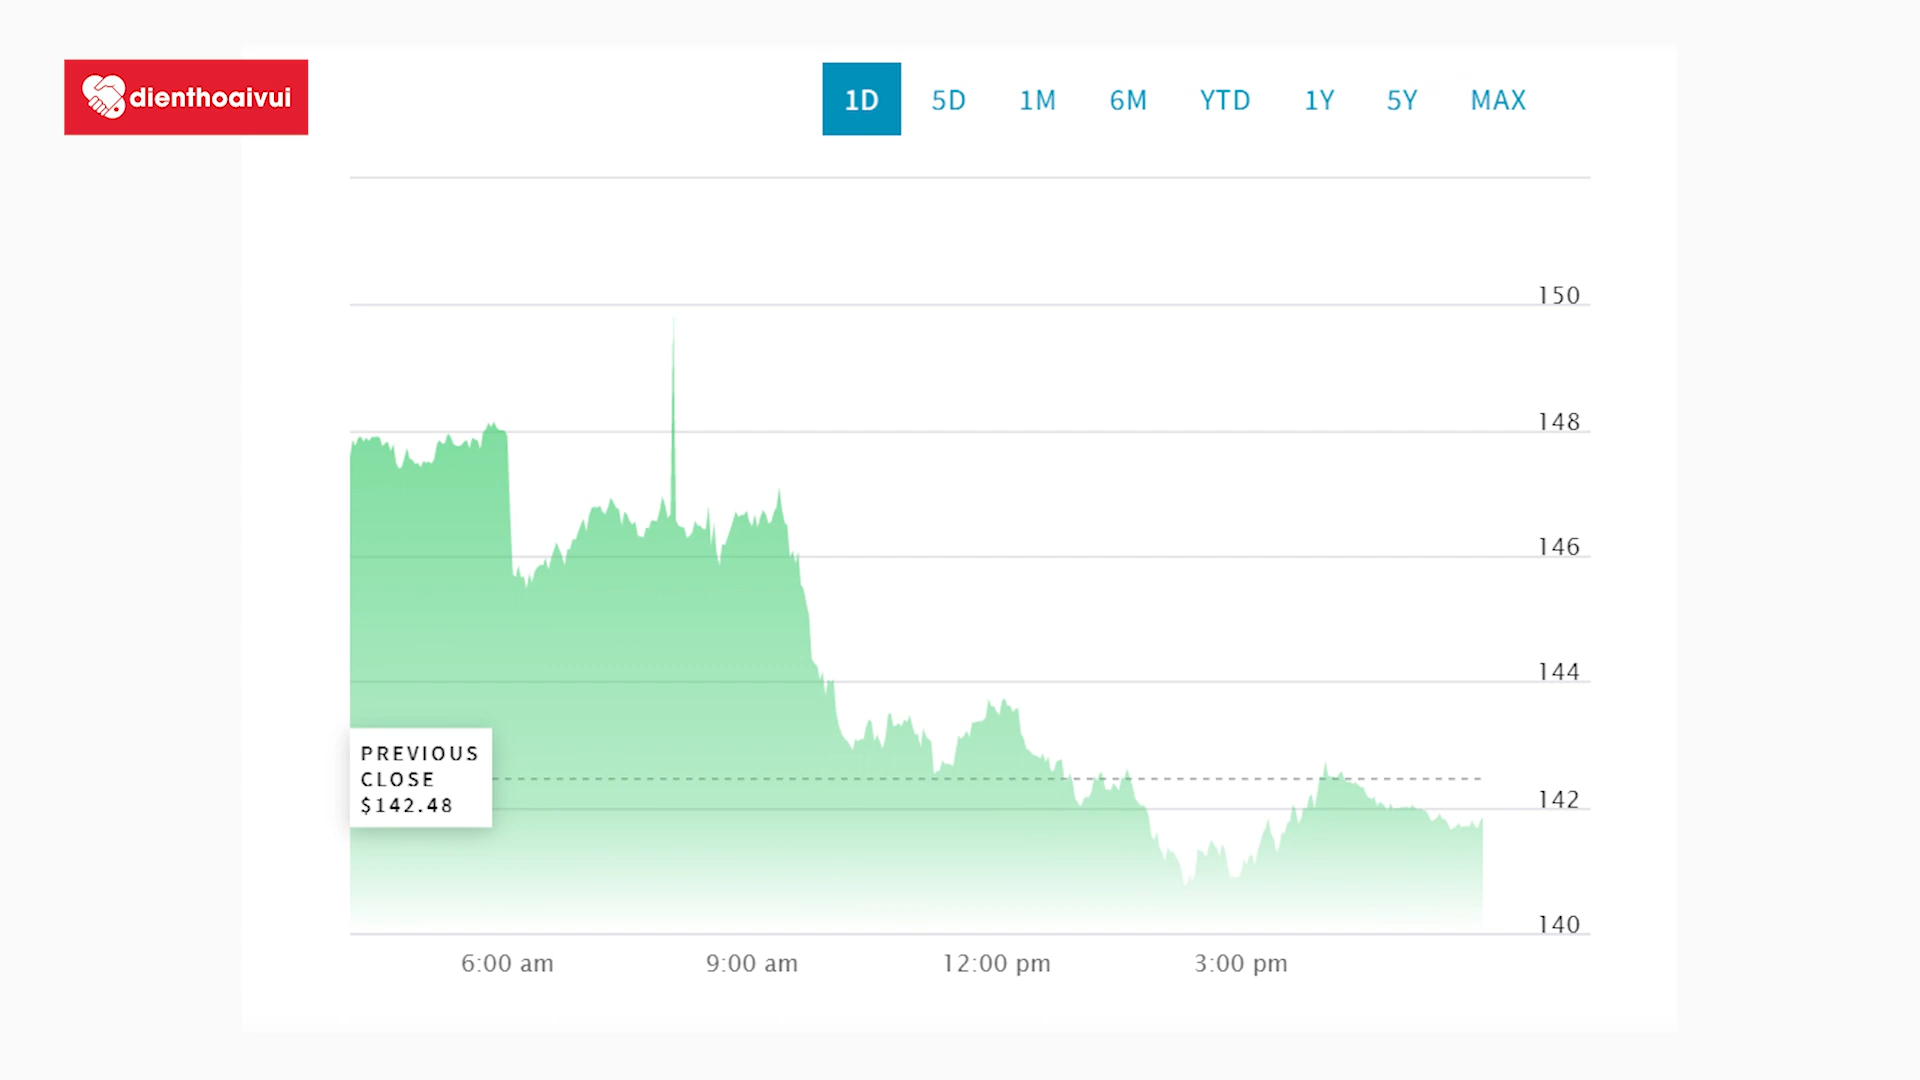 dienthoaivui
1D 5D 1M 6M YTD 1Y 5Y MAX
150
148
146
144
142
140
PREVIOUS
CLOSE
$142.48
6:00 am 9:00 am 12:00 pm 3:00 pm